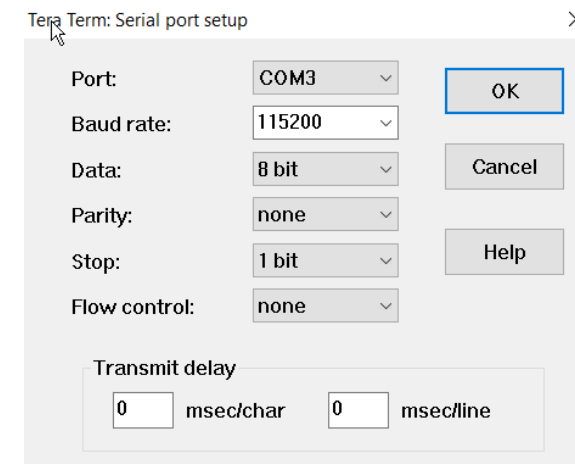 Tera Term: Serial port setup
Port: COM3 OK
Baud rate: 115200
Data: 8 bit Cancel
Parity: none
Stop: 1 bit Help
Flow control: none
Transmit delay
0 msec/char 0 msec/line